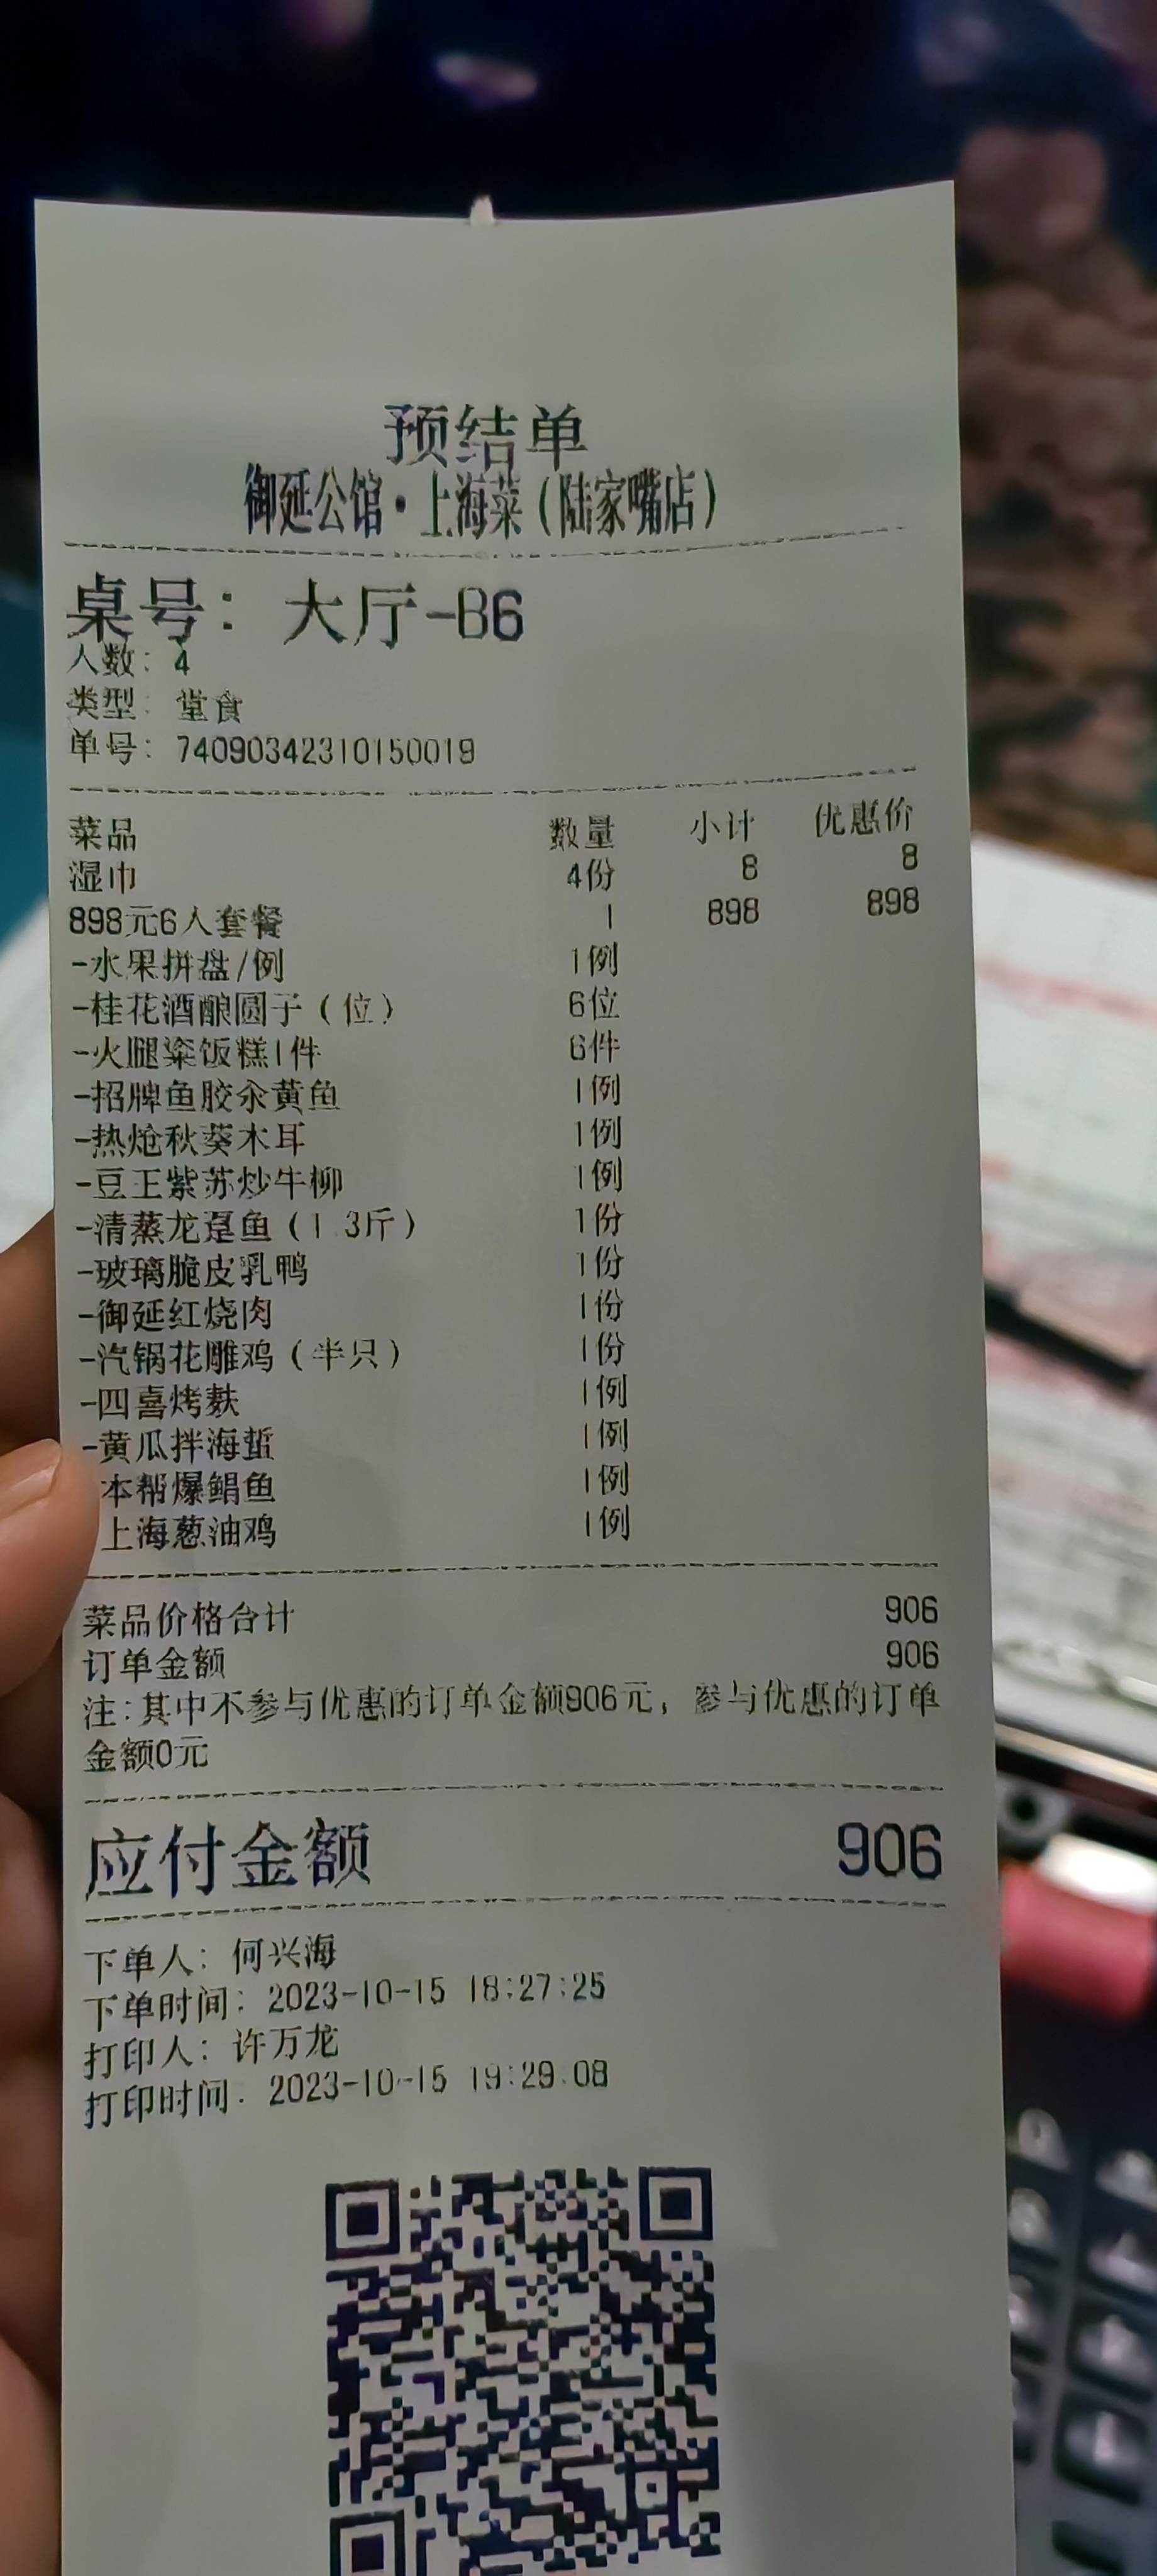 预结单
御延公馆·上海菜(陆家嘴店)
桌号: 大厅-B6
人数: 4
类型: 堂食
单号: 74090342310150019
菜品 数量 小计 优惠价
湿巾 4份 8 8
898元6人套餐 1 898 898
-水果拼盘/例 1例
-桂花酒酿圆子(位) 6位
-火腿粢饭糕1件 6件
-招牌鱼胶汆黄鱼 1例
-热炝秋葵木耳 1例
-豆王紫苏炒牛柳 1例
-清蒸龙趸鱼(1.3斤) 1份
-玻璃脆皮乳鸭 1份
-御延红烧肉 1份
-汽锅花雕鸡(半只) 1份
-四喜烤麸 1例
-黄瓜拌海蜇 1例
本帮爆鲳鱼 1例
上海葱油鸡 1例
菜品价格合计 906
订单金额 906
注:其中不参与优惠的订单金额906元, 参与优惠的订单
金额0元
应付金额 906
下单人: 何兴海
下单时间: 2023-10-15 18:27:25
打印人: 许万龙
打印时间: 2023-10-15 19:29:08